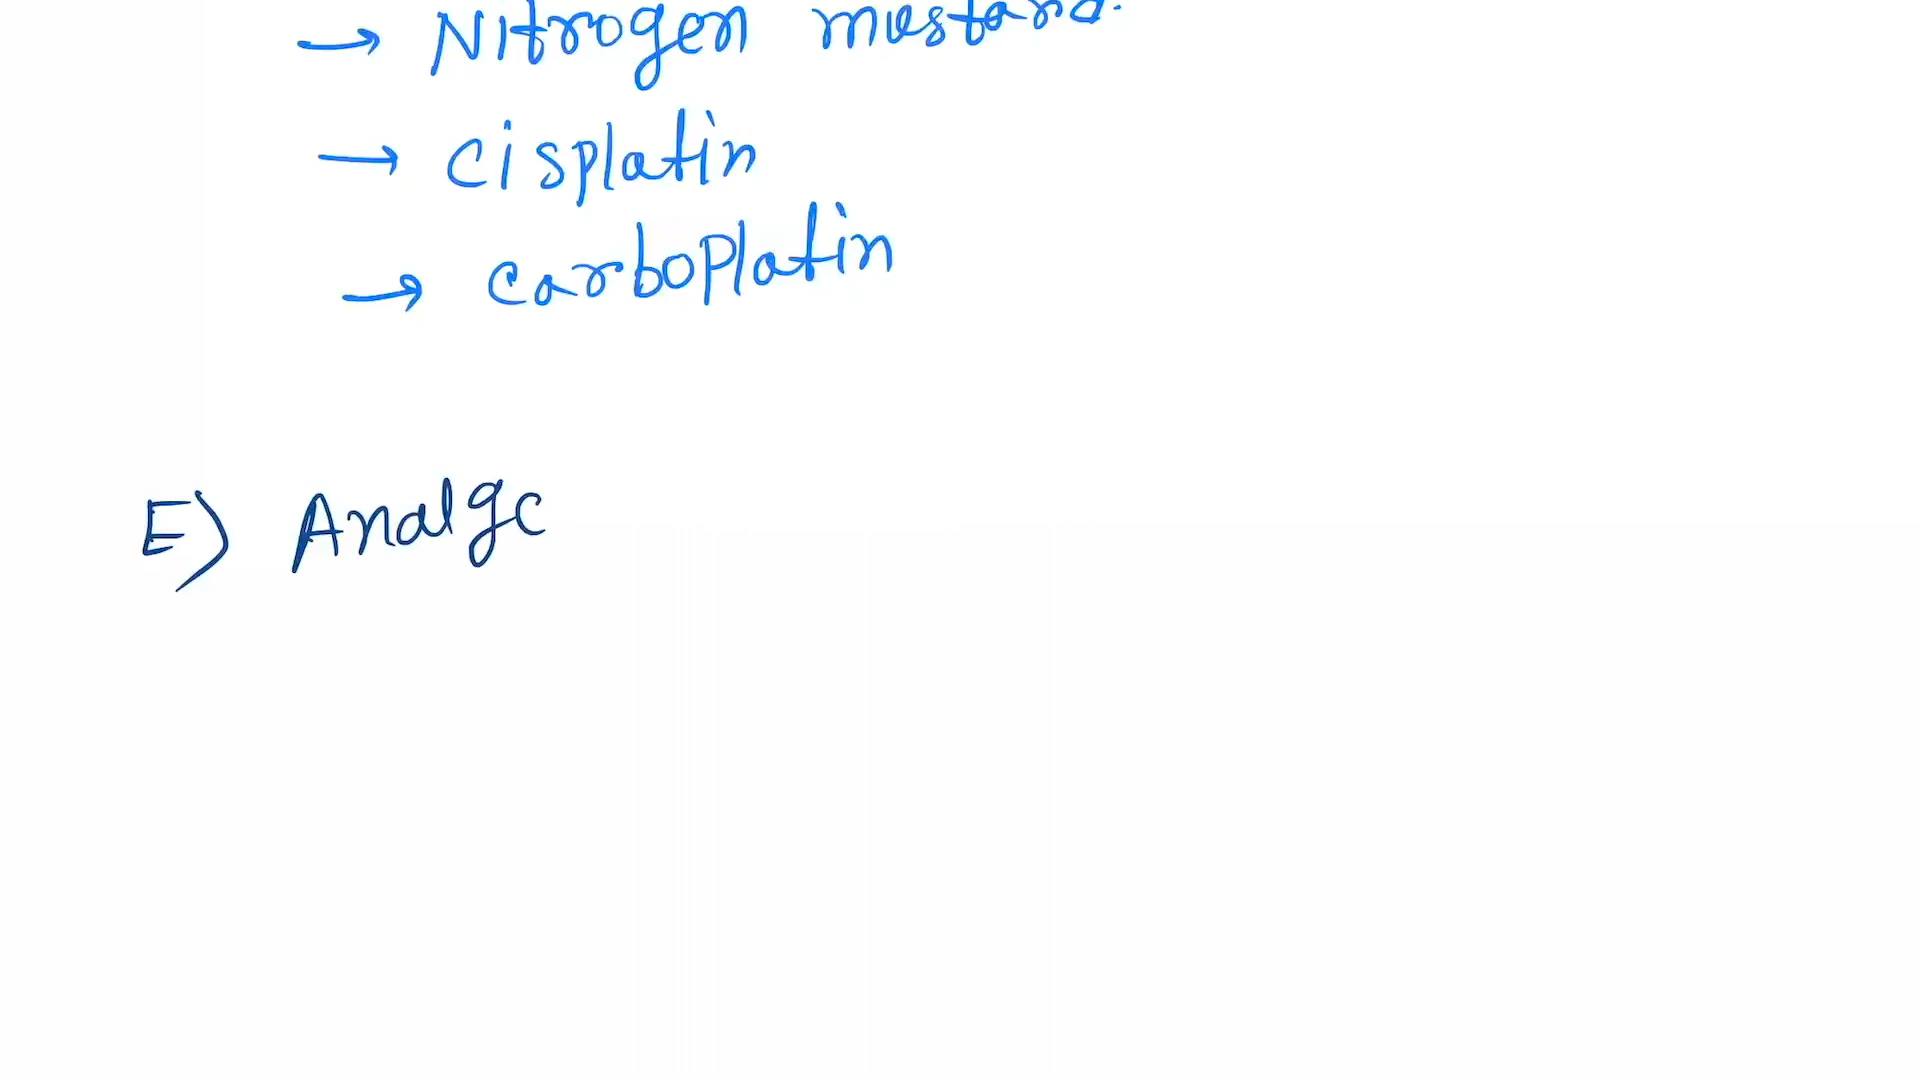 → Nitrogen mustard.
→ cisplatin
→ carboplatin
E) Analgc